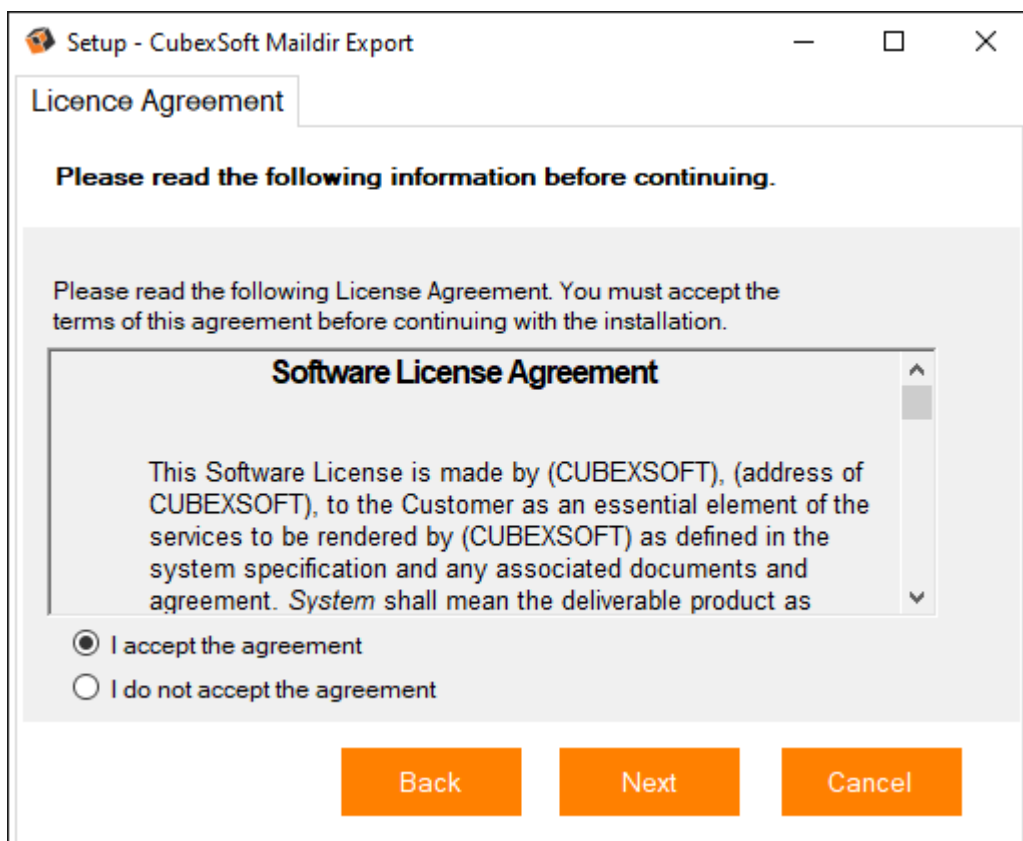 Setup - CubexSoft Maildir Export
Licence Agreement
Please read the following information before continuing.
Please read the following License Agreement. You must accept the
terms of this agreement before continuing with the installation.
Software License Agreement
This Software License is made by (CUBEXSOFT), (address of
CUBEXSOFT), to the Customer as an essential element of the
services to be rendered by (CUBEXSOFT) as defined in the
system specification and any associated documents and
agreement. System shall mean the deliverable product as
I accept the agreement
I do not accept the agreement
Back Next Cancel